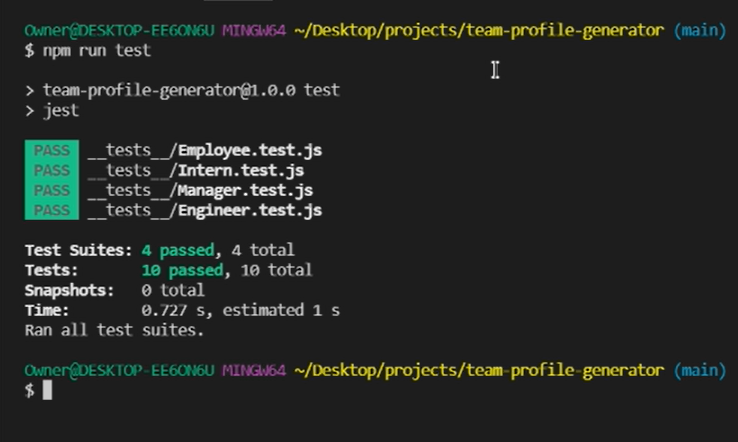 Owner@DESKTOP-EE6ON6U MINGW64 ~/Desktop/projects/team-profile-generator (main)
$ npm run test
> team-profile-generator@1.0.0 test
> jest
PASS __tests__/Employee.test.js
PASS __tests__/Intern.test.js
PASS __tests__/Manager.test.js
PASS __tests__/Engineer.test.js
Test Suites: 4 passed, 4 total
Tests: 10 passed, 10 total
Snapshots: 0 total
Time: 0.727 s, estimated 1 s
Ran all test suites.
Owner@DESKTOP-EE6ON6U MINGW64 ~/Desktop/projects/team-profile-generator (main)
$